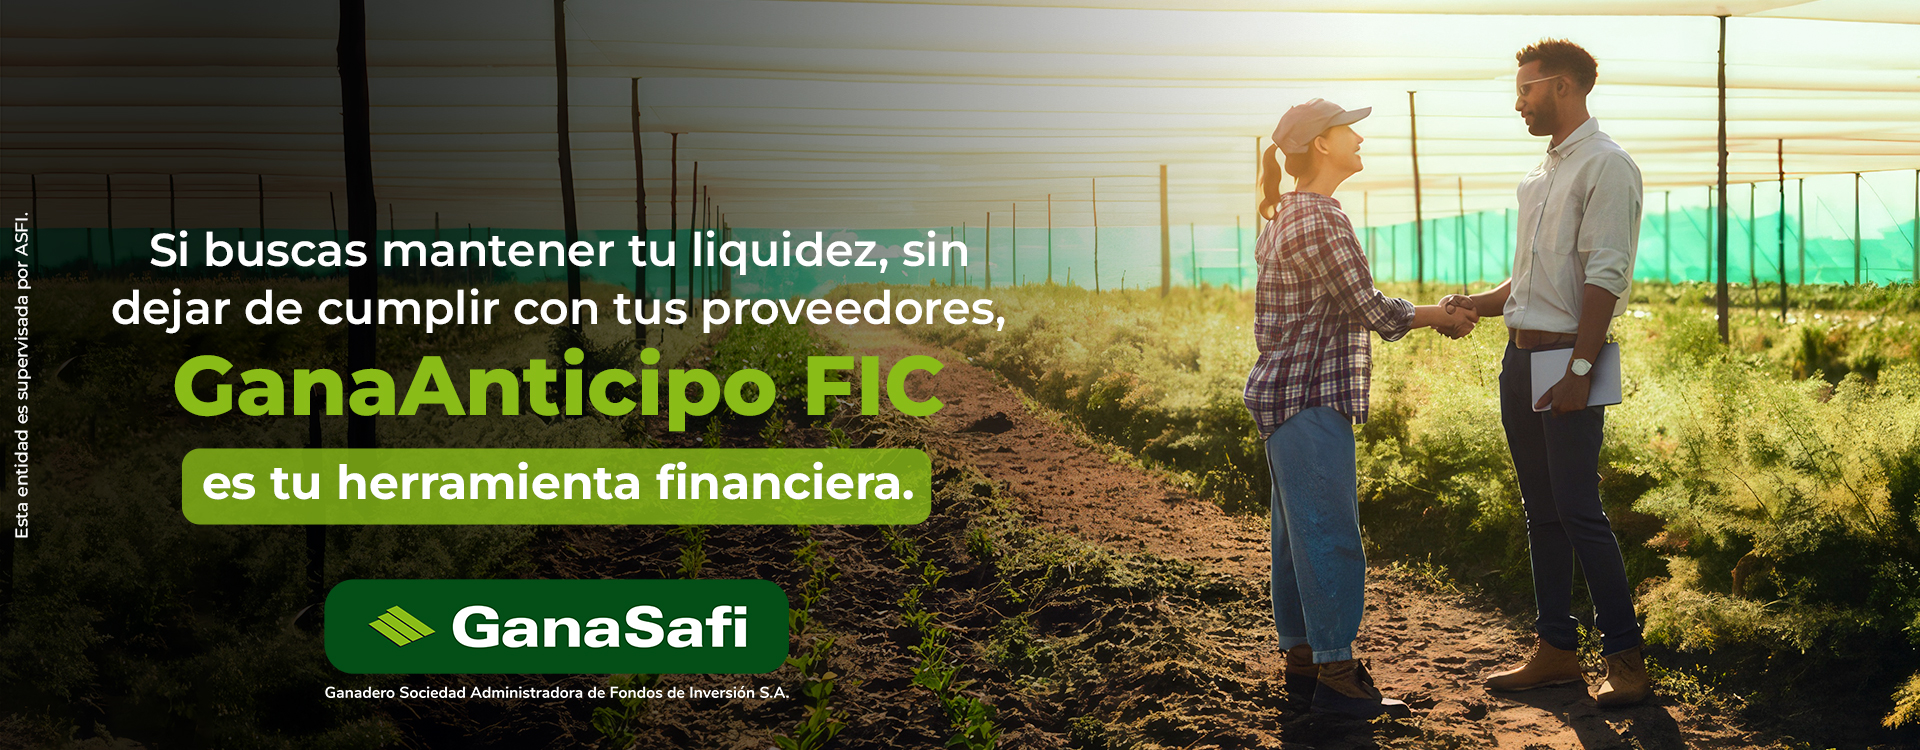 Esta entidad es supervisada por ASFI.
Si buscas mantener tu liquidez, sin
dejar de cumplir con tus proveedores,
GanaAnticipo FIC
es tu herramienta financiera.
GanaSafi
Ganadero Sociedad Administradora de Fondos de Inversión S.A.